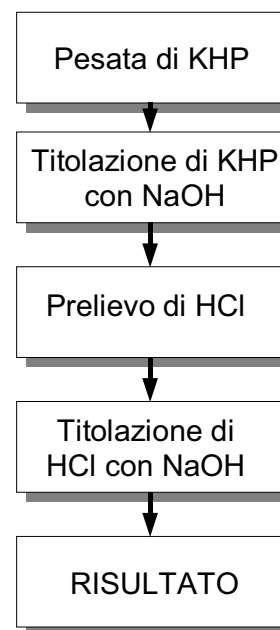 Pesata di KHP
Titolazione di KHP
con NaOH
Prelievo di HCl
Titolazione di
HCl con NaOH
RISULTATO